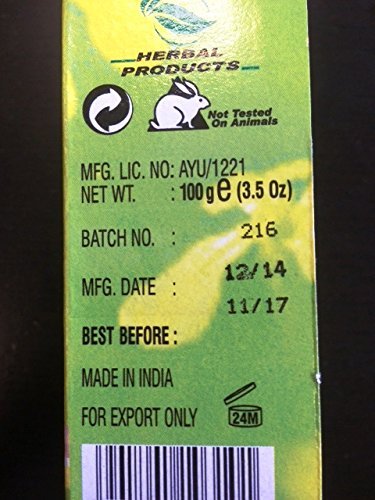 HERBAL
PRODUCTS
Not Tested
On Animals
MFG. LIC. NO: AYU/1221
NET WT. : 100 g e (3.5 Oz)
BATCH NO. : 216
12/14
MFG. DATE :
11/17
BEST BEFORE :
MADE IN INDIA
FOR EXPORT ONLY 24M